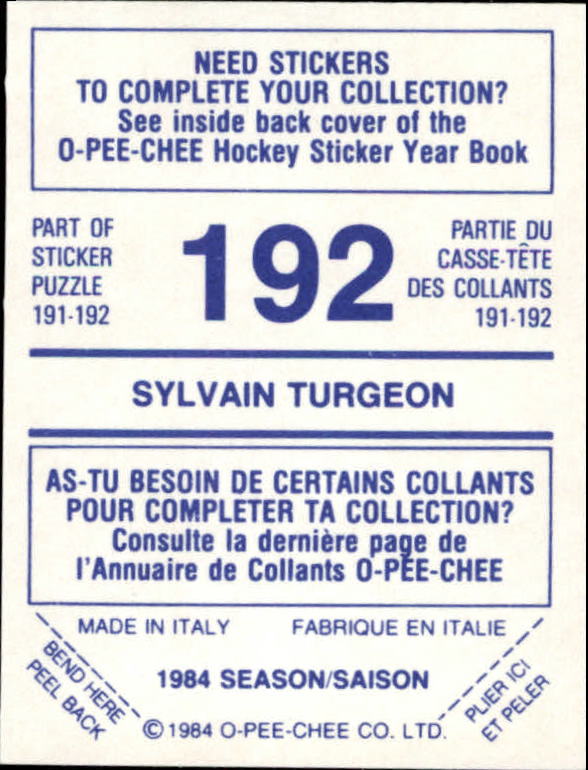 NEED STICKERS
TO COMPLETE YOUR COLLECTION?
See inside back cover of the
O-PEE-CHEE Hockey Sticker Year Book
PART OF
STICKER
PUZZLE
191-192
192
PARTIE DU
CASSE-TÊTE
DES COLLANTS
191-192
SYLVAIN TURGEON
AS-TU BESOIN DE CERTAINS COLLANTS
POUR COMPLETER TA COLLECTION?
Consulte la dernière page de
l'Annuaire de Collants O-PEE-CHEE
MADE IN ITALY
FABRIQUE EN ITALIE
BEND HERE
PEEL BACK
1984 SEASON/SAISON
PLIER ICI
ET PELER
© 1984 O-PEE-CHEE CO. LTD.